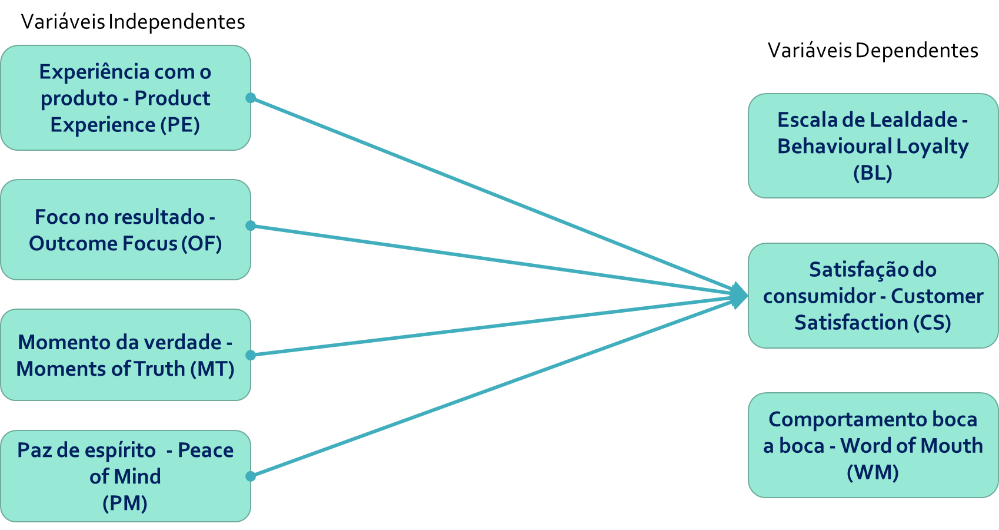 Variáveis Independentes
Experiência com o
produto - Product
Experience (PE)
Foco no resultado -
Outcome Focus (OF)
Momento da verdade -
Moments of Truth (MT)
Paz de espírito  - Peace
of Mind
(PM)
Variáveis Dependentes
Escala de Lealdade -
Behavioural Loyalty
(BL)
Satisfação do
consumidor - Customer
Satisfaction (CS)
Comportamento boca
a boca - Word of Mouth
(WM)